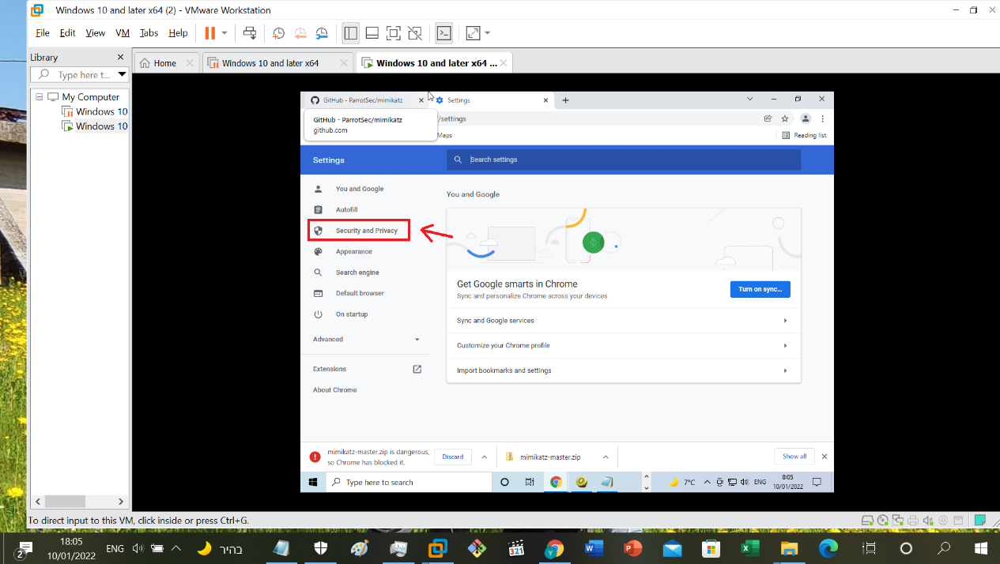 Windows 10 and later x64 (2) - VMware Workstation
File Edit View VM Tabs Help
Library
Home
Windows 10 and later x64
Windows 10 and later x64 ...
Type here t...
My Computer
Windows 10
Windows 10
GitHub - ParrotSec/mimikatz
Settings
GitHub - ParrotSec/mimikatz
github.com
/settings
Maps
Reading list
Settings
Search settings
You and Google
Autofill
Security and Privacy
Appearance
Search engine
Default browser
On startup
Advanced
Extensions
About Chrome
You and Google
Get Google smarts in Chrome
Sync and personalize Chrome across your devices
Turn on sync...
Sync and Google services
Customize your Chrome profile
Import bookmarks and settings
mimikatz-master.zip is dangerous,
so Chrome has blocked it.
Discard
mimikatz-master.zip
Show all
Type here to search
7°C
ENG
8:05
10/01/2022
To direct input to this VM, click inside or press Ctrl+G.
2
18:05
10/01/2022
ENG
בהיר
321
Y
W
P
X